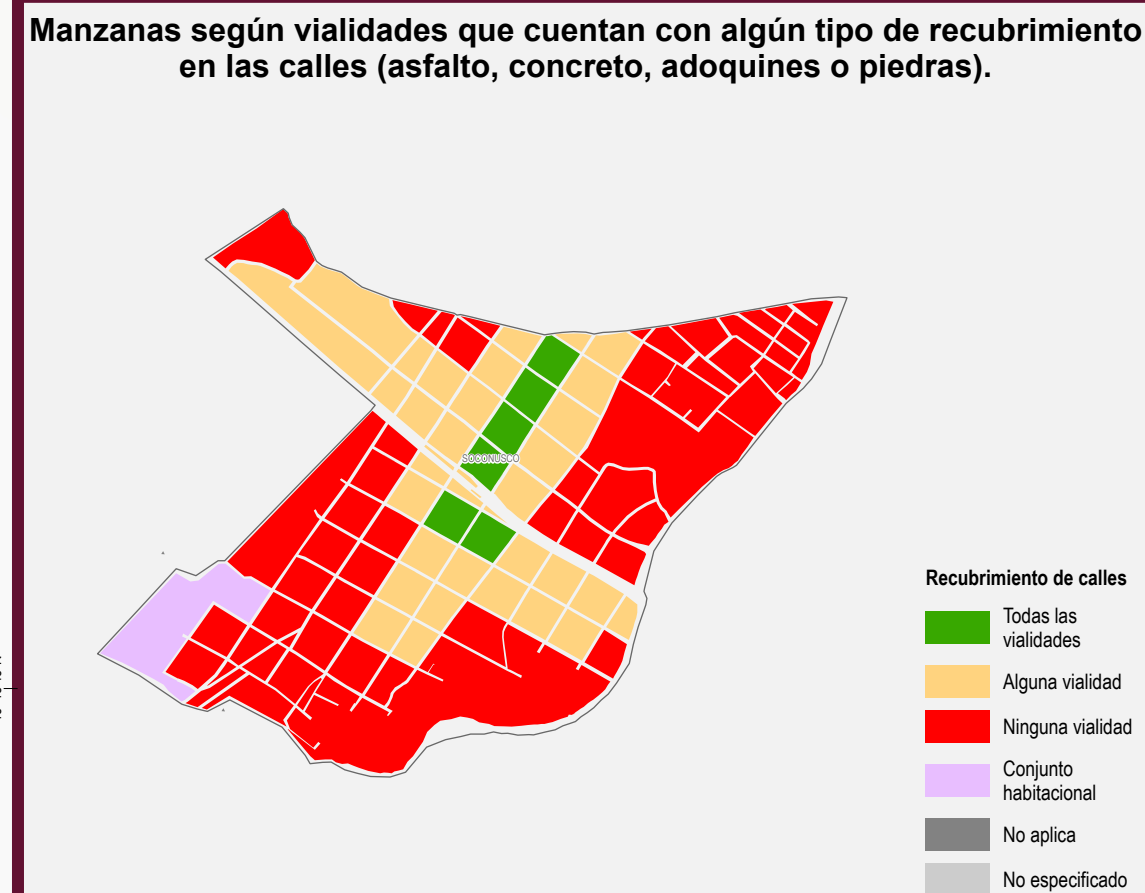 Manzanas según vialidades que cuentan con algún tipo de recubrimiento
en las calles (asfalto, concreto, adoquines o piedras).
SOCONUSCO
Recubrimiento de calles
Todas las
vialidades
Alguna vialidad
Ninguna vialidad
Conjunto
habitacional
No aplica
No especificado